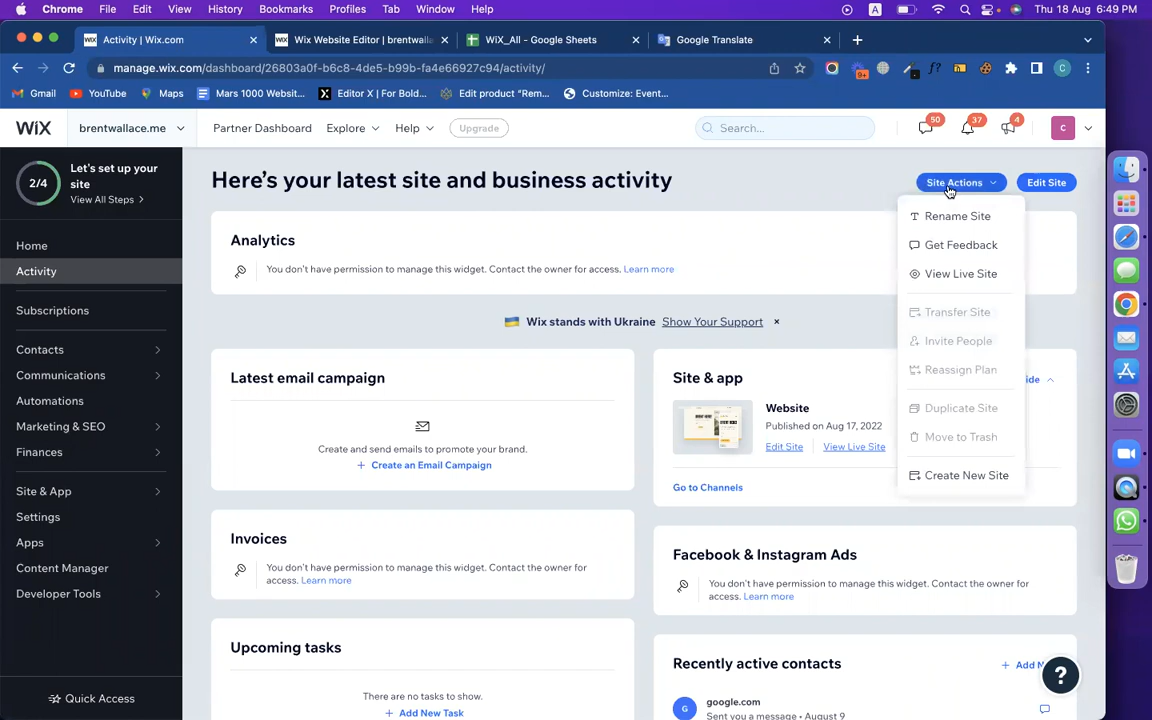 Chrome File Edit View History Bookmarks Profiles Tab Window Help A Thu 18 Aug 6:49 PM
WiX Activity | Wix.com × WiX Wix Website Editor | brentwall × WiX_All - Google Sheets × Google Translate × +
manage.wix.com/dashboard/26803a0f-b6c8-4de5-b99b-fa4e66927c94/activity/ 9+ f? C
Gmail YouTube Maps Mars 1000 Websit... X Editor X | For Bold... Edit product “Rem... Customize: Event...
WiX brentwallace.me Partner Dashboard Explore Help Upgrade Search... 50 37 4 C
2/4 Let's set up your
site
View All Steps >
Home
Activity
Subscriptions
Contacts
Communications
Automations
Marketing & SEO
Finances
Site & App
Settings
Apps
Content Manager
Developer Tools
Quick Access
Here’s your latest site and business activity
Site Actions Edit Site
Rename Site
Get Feedback
View Live Site
Transfer Site
Invite People
Reassign Plan
Duplicate Site
Move to Trash
Create New Site
Analytics
You don't have permission to manage this widget. Contact the owner for access. Learn more
Wix stands with Ukraine Show Your Support ×
Latest email campaign
Create and send emails to promote your brand.
+ Create an Email Campaign
Site & app
Website
Published on Aug 17, 2022
Edit Site View Live Site
Go to Channels
Invoices
You don't have permission to manage this widget. Contact the owner for
access. Learn more
Facebook & Instagram Ads
You don't have permission to manage this widget. Contact the owner for
access. Learn more
Upcoming tasks
There are no tasks to show.
+ Add New Task
Recently active contacts
+ Add
G google.com
Sent you a message • August 9
?